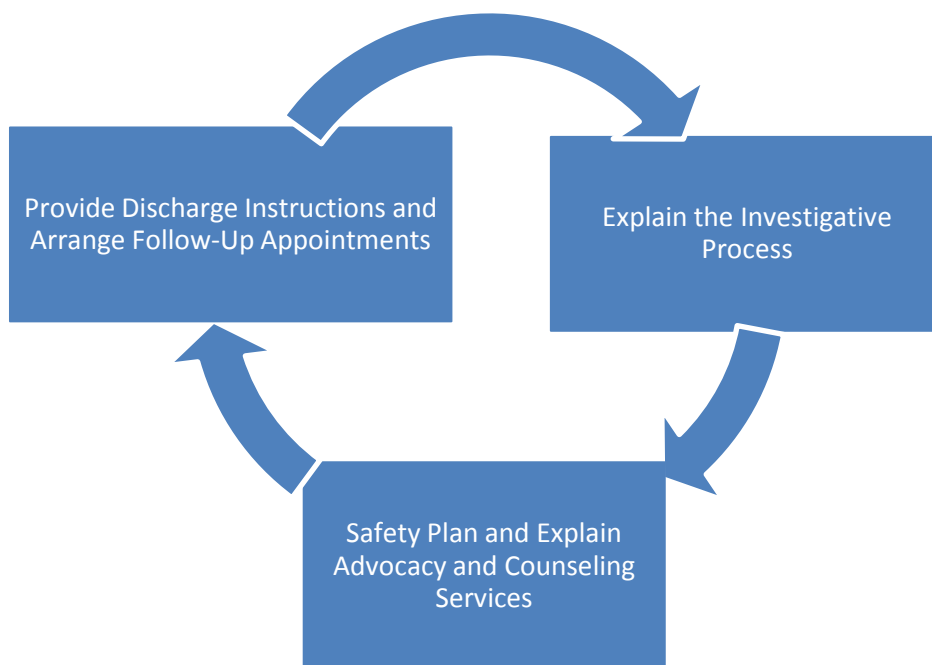 Provide Discharge Instructions and
Arrange Follow-Up Appointments
Explain the Investigative
Process
Safety Plan and Explain
Advocacy and Counseling
Services